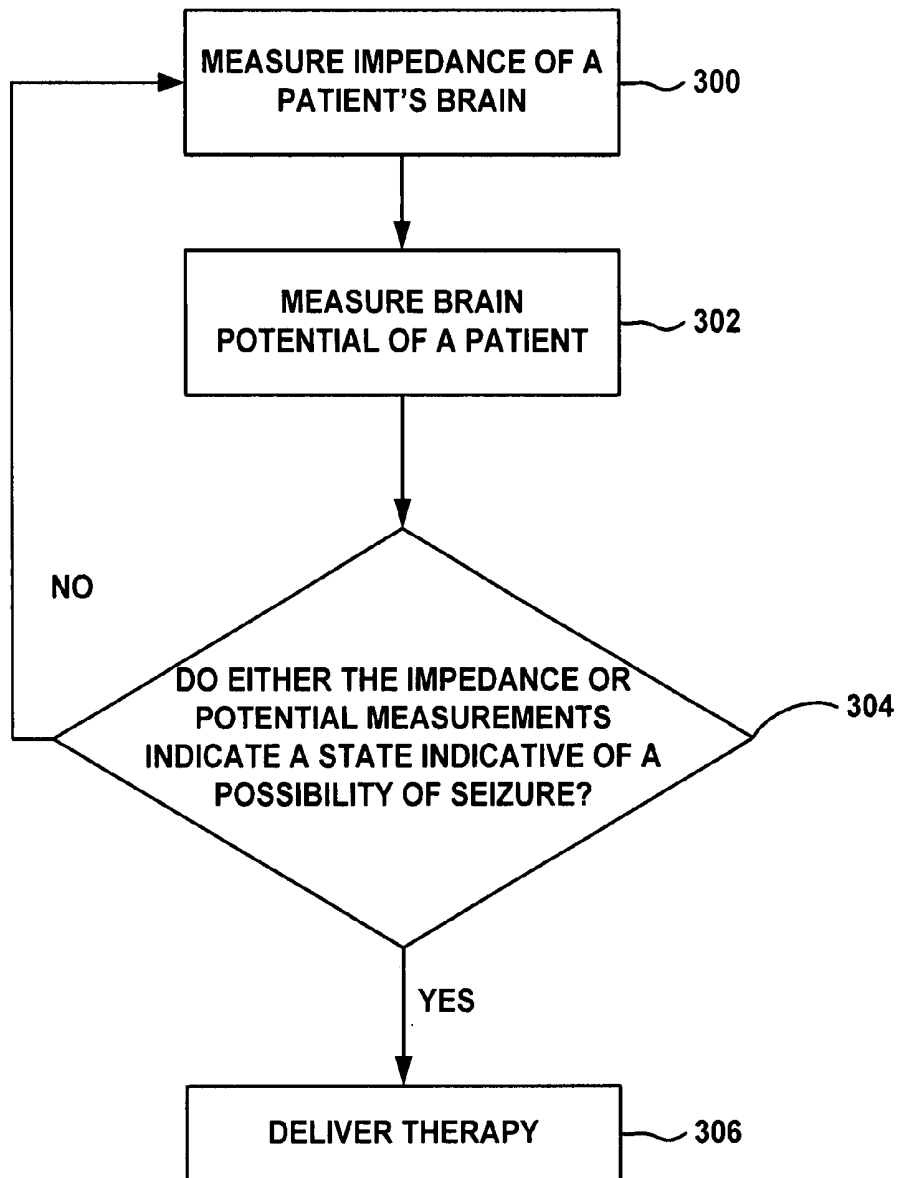 MEASURE IMPEDANCE OF A
PATIENT'S BRAIN
300
MEASURE BRAIN
POTENTIAL OF A PATIENT
302
NO
DO EITHER THE IMPEDANCE OR
POTENTIAL MEASUREMENTS
INDICATE A STATE INDICATIVE OF A
POSSIBILITY OF SEIZURE?
304
YES
DELIVER THERAPY
306